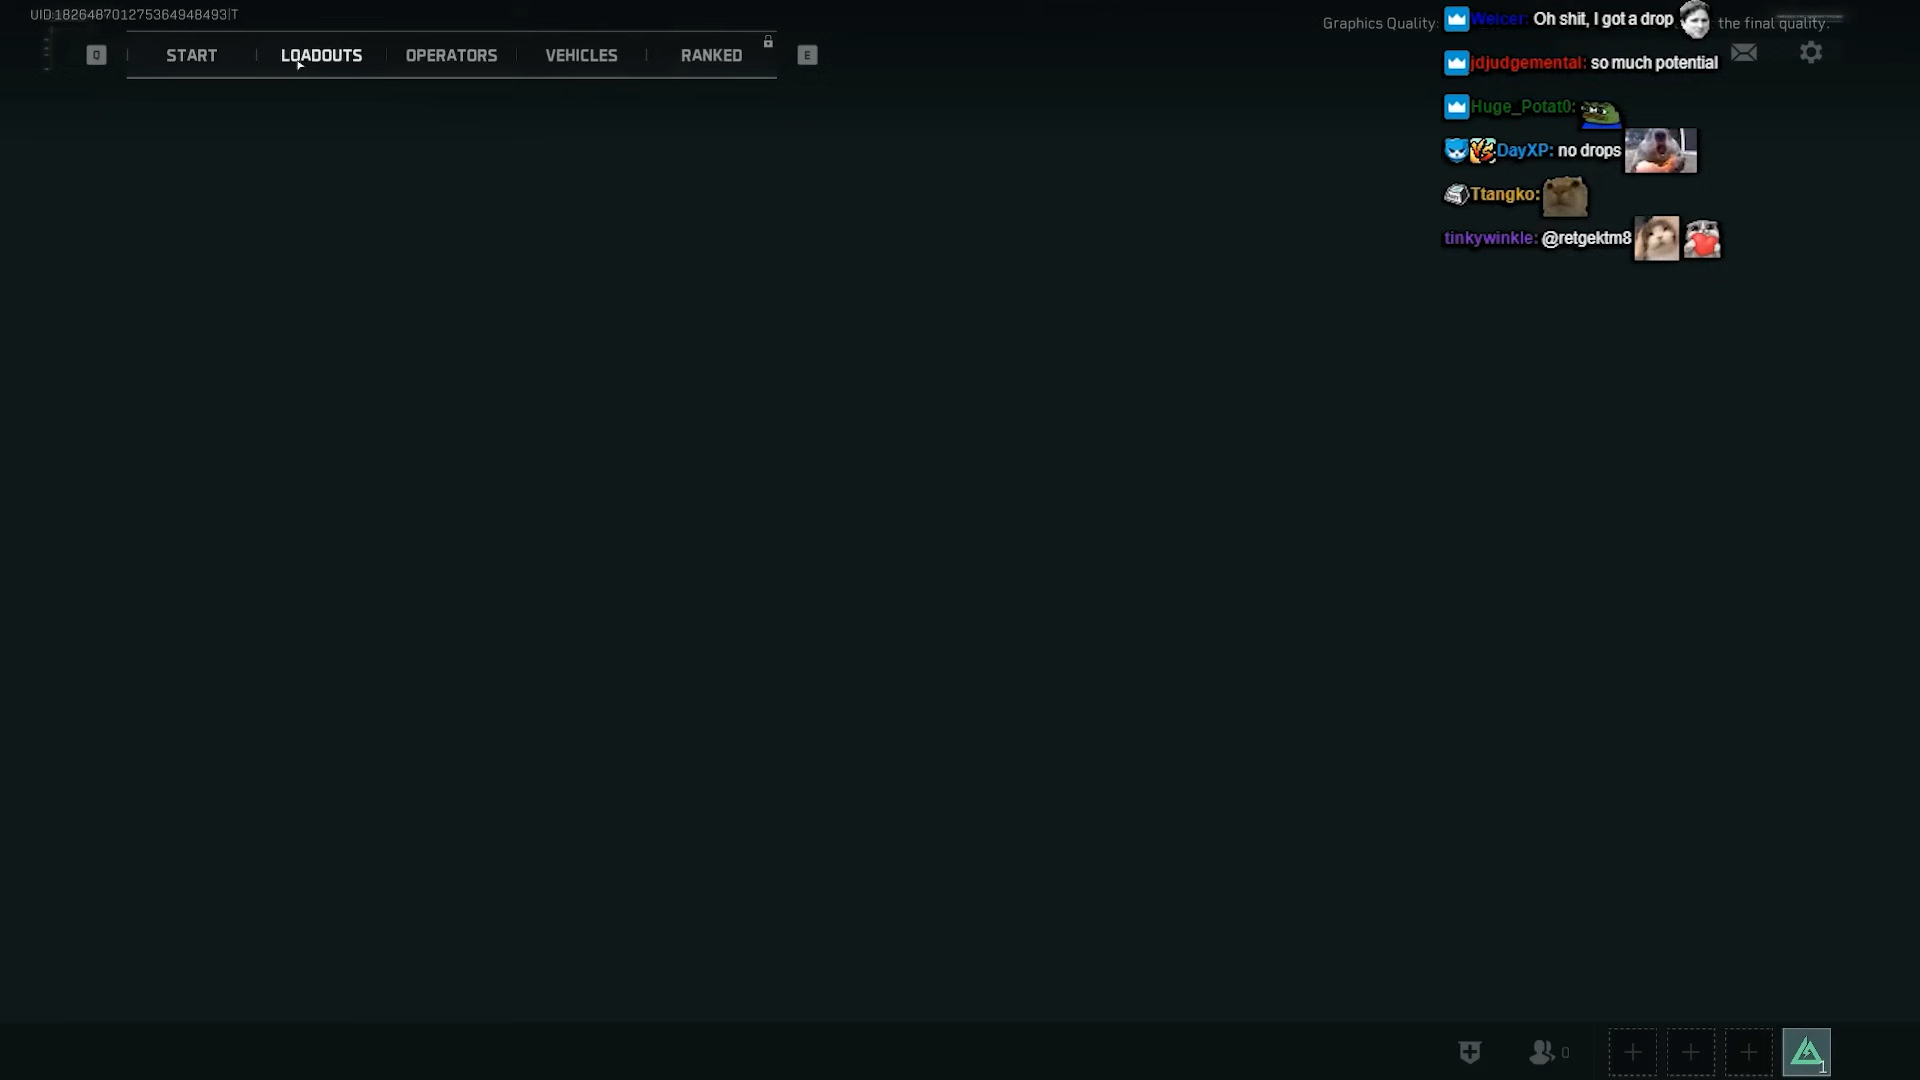 UID:182648701275364948493|T
Q START LOADOUTS OPERATORS VEHICLES RANKED E
Graphics Quality: the final quality.
Welcer: Oh shit, I got a drop
jdjudgemental: so much potential
Huge_Potat0:
DayXP: no drops
Ttangko:
tinkywinkle: @retgektm8
0
1